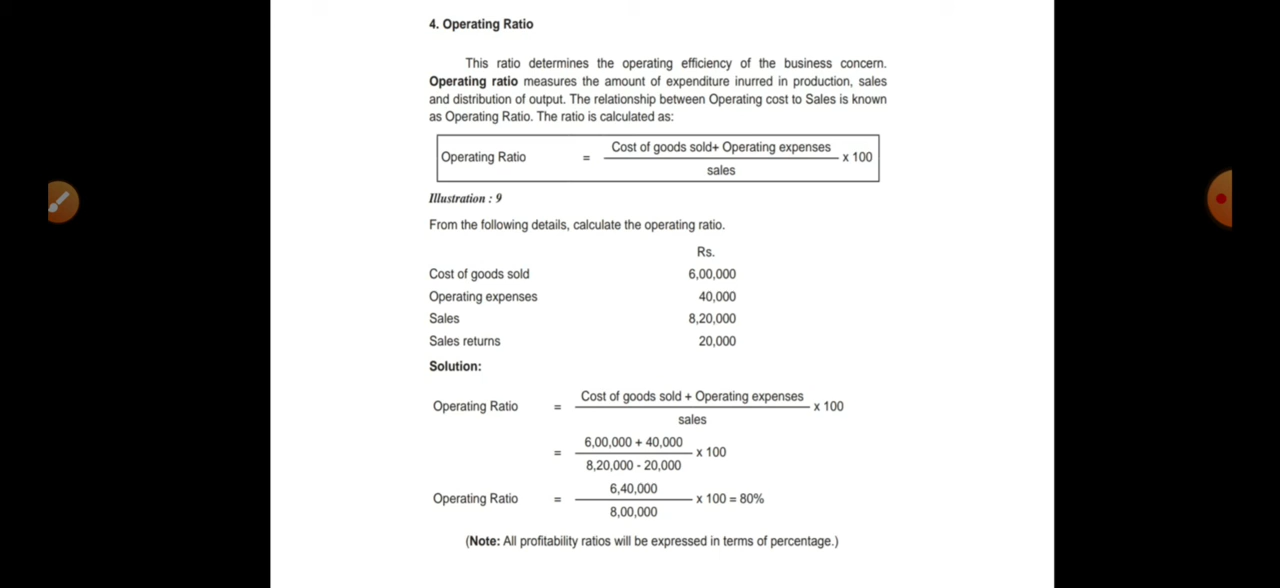 4. Operating Ratio
This ratio determines the operating efficiency of the business concern.
Operating ratio measures the amount of expenditure inurred in production, sales
and distribution of output. The relationship between Operating cost to Sales is known
as Operating Ratio. The ratio is calculated as:
Cost of goods sold+ Operating expenses
Operating Ratio = x 100
sales
Illustration : 9
From the following details, calculate the operating ratio.
Rs.
Cost of goods sold 6,00,000
Operating expenses 40,000
Sales 8,20,000
Sales returns 20,000
Solution:
Cost of goods sold + Operating expenses
Operating Ratio = x 100
sales
6,00,000 + 40,000
= x 100
8,20,000 - 20,000
6,40,000
Operating Ratio = x 100 = 80%
8,00,000
(Note: All profitability ratios will be expressed in terms of percentage.)